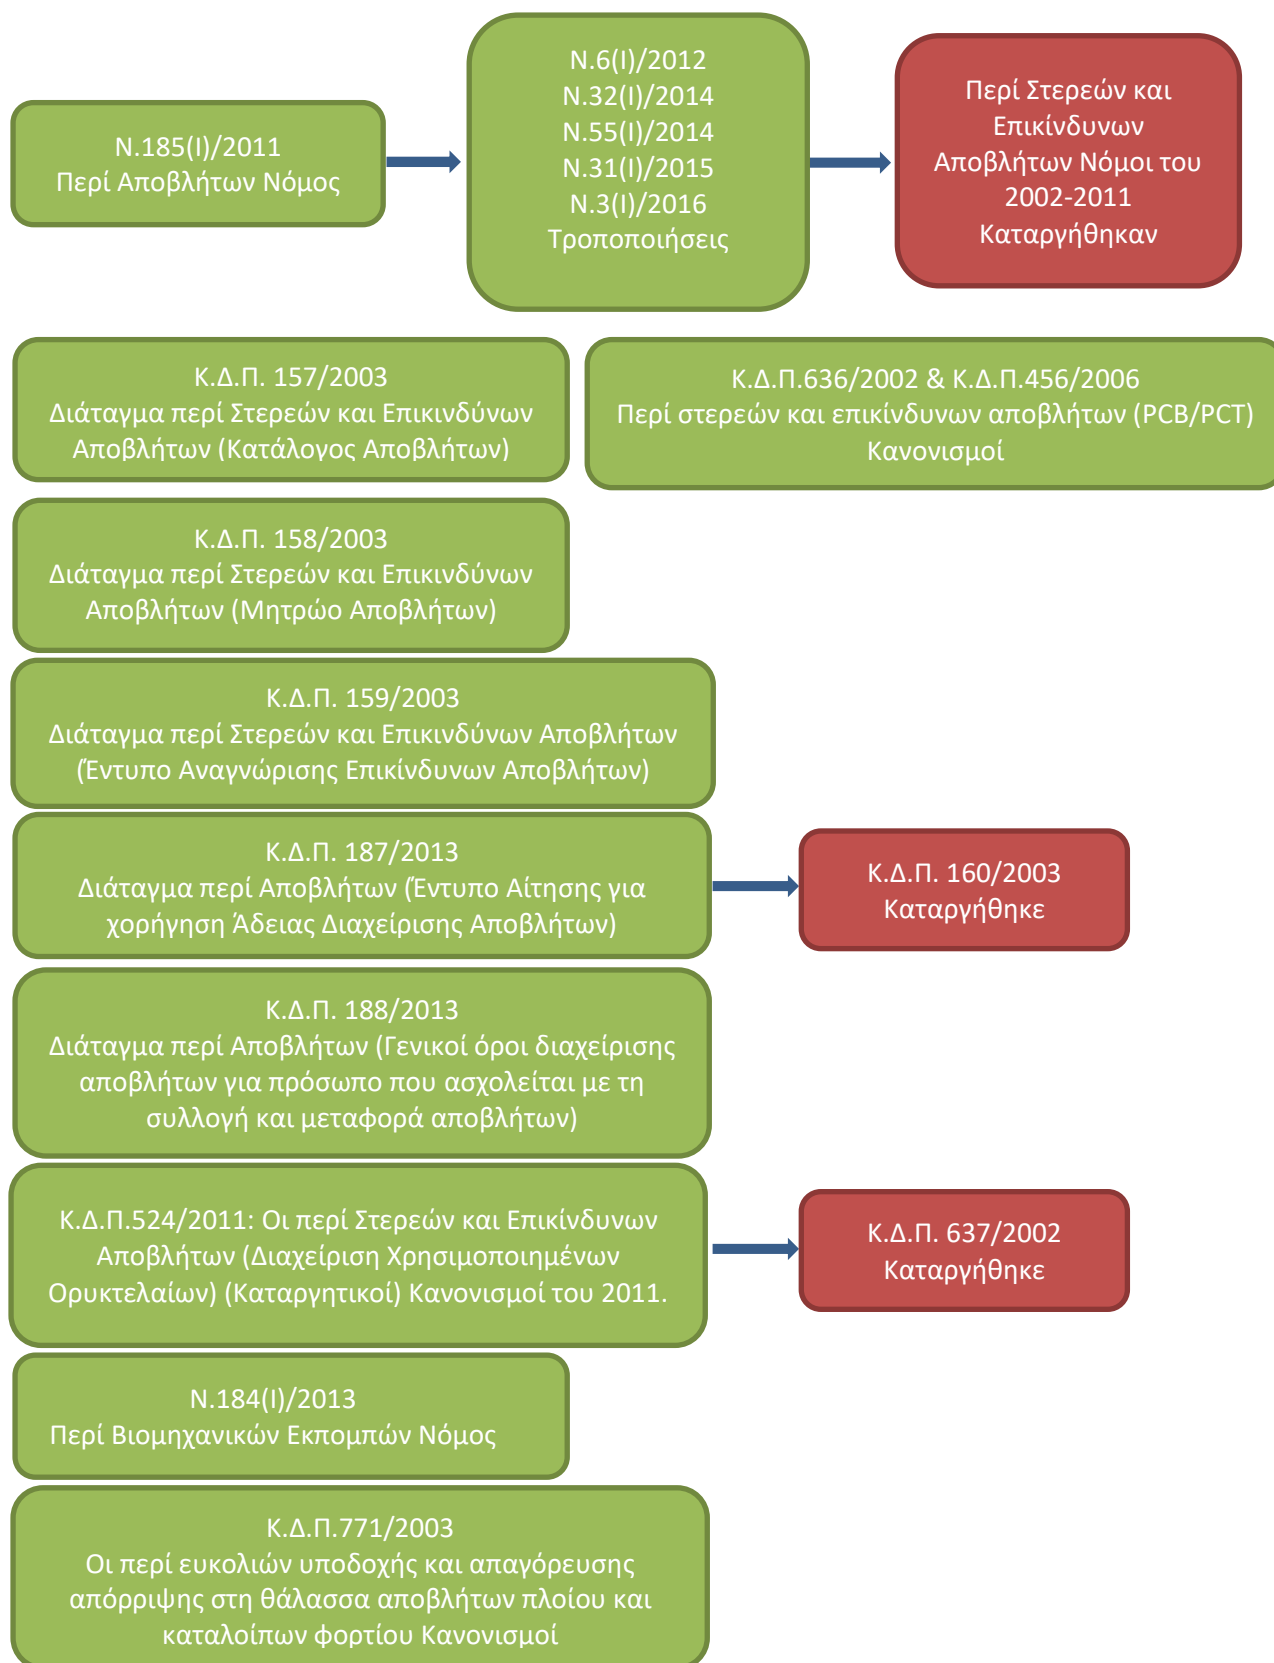 Ν.185(Ι)/2011
Περί Αποβλήτων Νόμος
Ν.6(Ι)/2012
Ν.32(Ι)/2014
Ν.55(Ι)/2014
Ν.31(Ι)/2015
Ν.3(Ι)/2016
Τροποποιήσεις
Περί Στερεών και
Επικίνδυνων
Αποβλήτων Νόμοι του
2002-2011
Καταργήθηκαν
Κ.Δ.Π. 157/2003
Διάταγμα περί Στερεών και Επικινδύνων
Αποβλήτων (Κατάλογος Αποβλήτων)
Κ.Δ.Π.636/2002 & Κ.Δ.Π.456/2006
Περί στερεών και επικίνδυνων αποβλήτων (PCB/PCT)
Κανονισμοί
Κ.Δ.Π. 158/2003
Διάταγμα περί Στερεών και Επικινδύνων
Αποβλήτων (Μητρώο Αποβλήτων)
Κ.Δ.Π. 159/2003
Διάταγμα περί Στερεών και Επικινδύνων Αποβλήτων
(Έντυπο Αναγνώρισης Επικίνδυνων Αποβλήτων)
Κ.Δ.Π. 187/2013
Διάταγμα περί Αποβλήτων (Έντυπο Αίτησης για
χορήγηση Άδειας Διαχείρισης Αποβλήτων)
Κ.Δ.Π. 160/2003
Καταργήθηκε
Κ.Δ.Π. 188/2013
Διάταγμα περί Αποβλήτων (Γενικοί όροι διαχείρισης
αποβλήτων για πρόσωπο που ασχολείται με τη
συλλογή και μεταφορά αποβλήτων)
Κ.Δ.Π.524/2011: Οι περί Στερεών και Επικίνδυνων
Αποβλήτων (Διαχείριση Χρησιμοποιημένων
Ορυκτελαίων) (Καταργητικοί) Κανονισμοί του 2011.
Κ.Δ.Π. 637/2002
Καταργήθηκε
Ν.184(Ι)/2013
Περί Βιομηχανικών Εκπομπών Νόμος
Κ.Δ.Π.771/2003
Οι περί ευκολιών υποδοχής και απαγόρευσης
απόρριψης στη θάλασσα αποβλήτων πλοίου και
καταλοίπων φορτίου Κανονισμοί